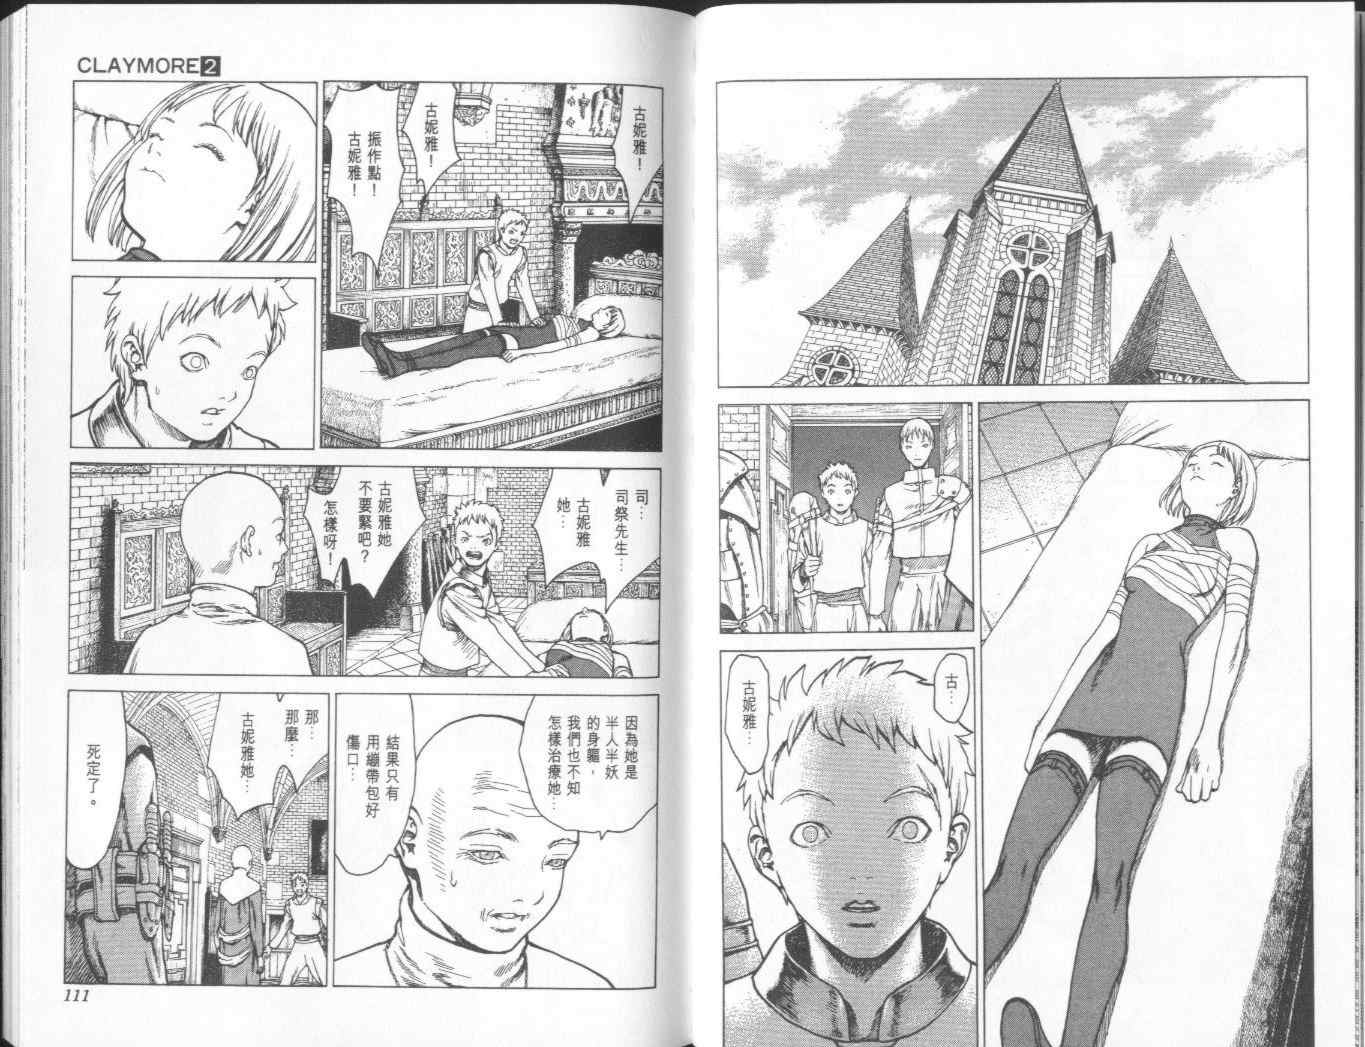 古…
古妮雅…
CLAYMORE2
古妮雅！
古妮雅！
振作點！
古妮雅！
司…
司祭先生…
古妮雅
她…
古妮雅她
不要緊吧？
怎樣呀！
因為她是
半人半妖
的身軀，
我們也不知
怎樣治療她…
結果只有
用繃帶包好
傷口…
那…
那麼…
古妮雅她…
死定了。
111